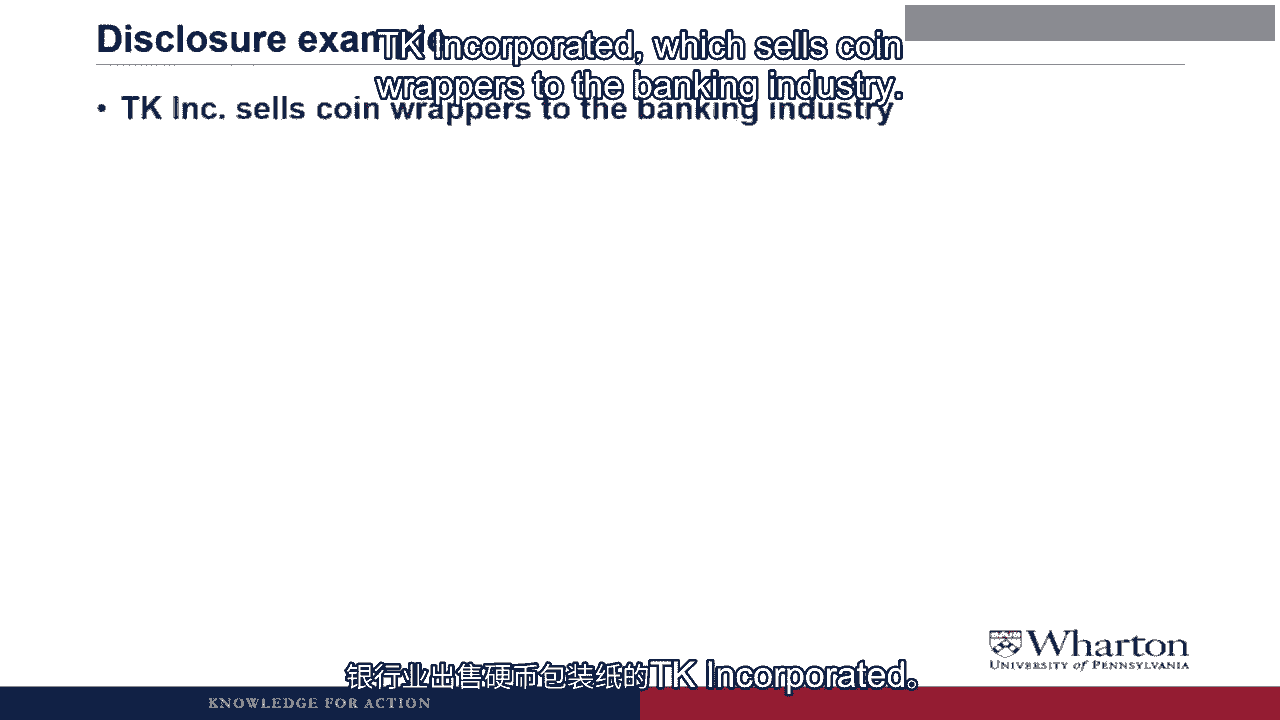 Disclosure example
TK Incorporated, which sells coin
wrappers to the banking industry.
• TK Inc. sells coin wrappers to the banking industry
Wharton
UNIVERSITY of PENNSYLVANIA
银行业出售硬币包装纸的TK Incorporated。
KNOWLEDGE FOR ACTION